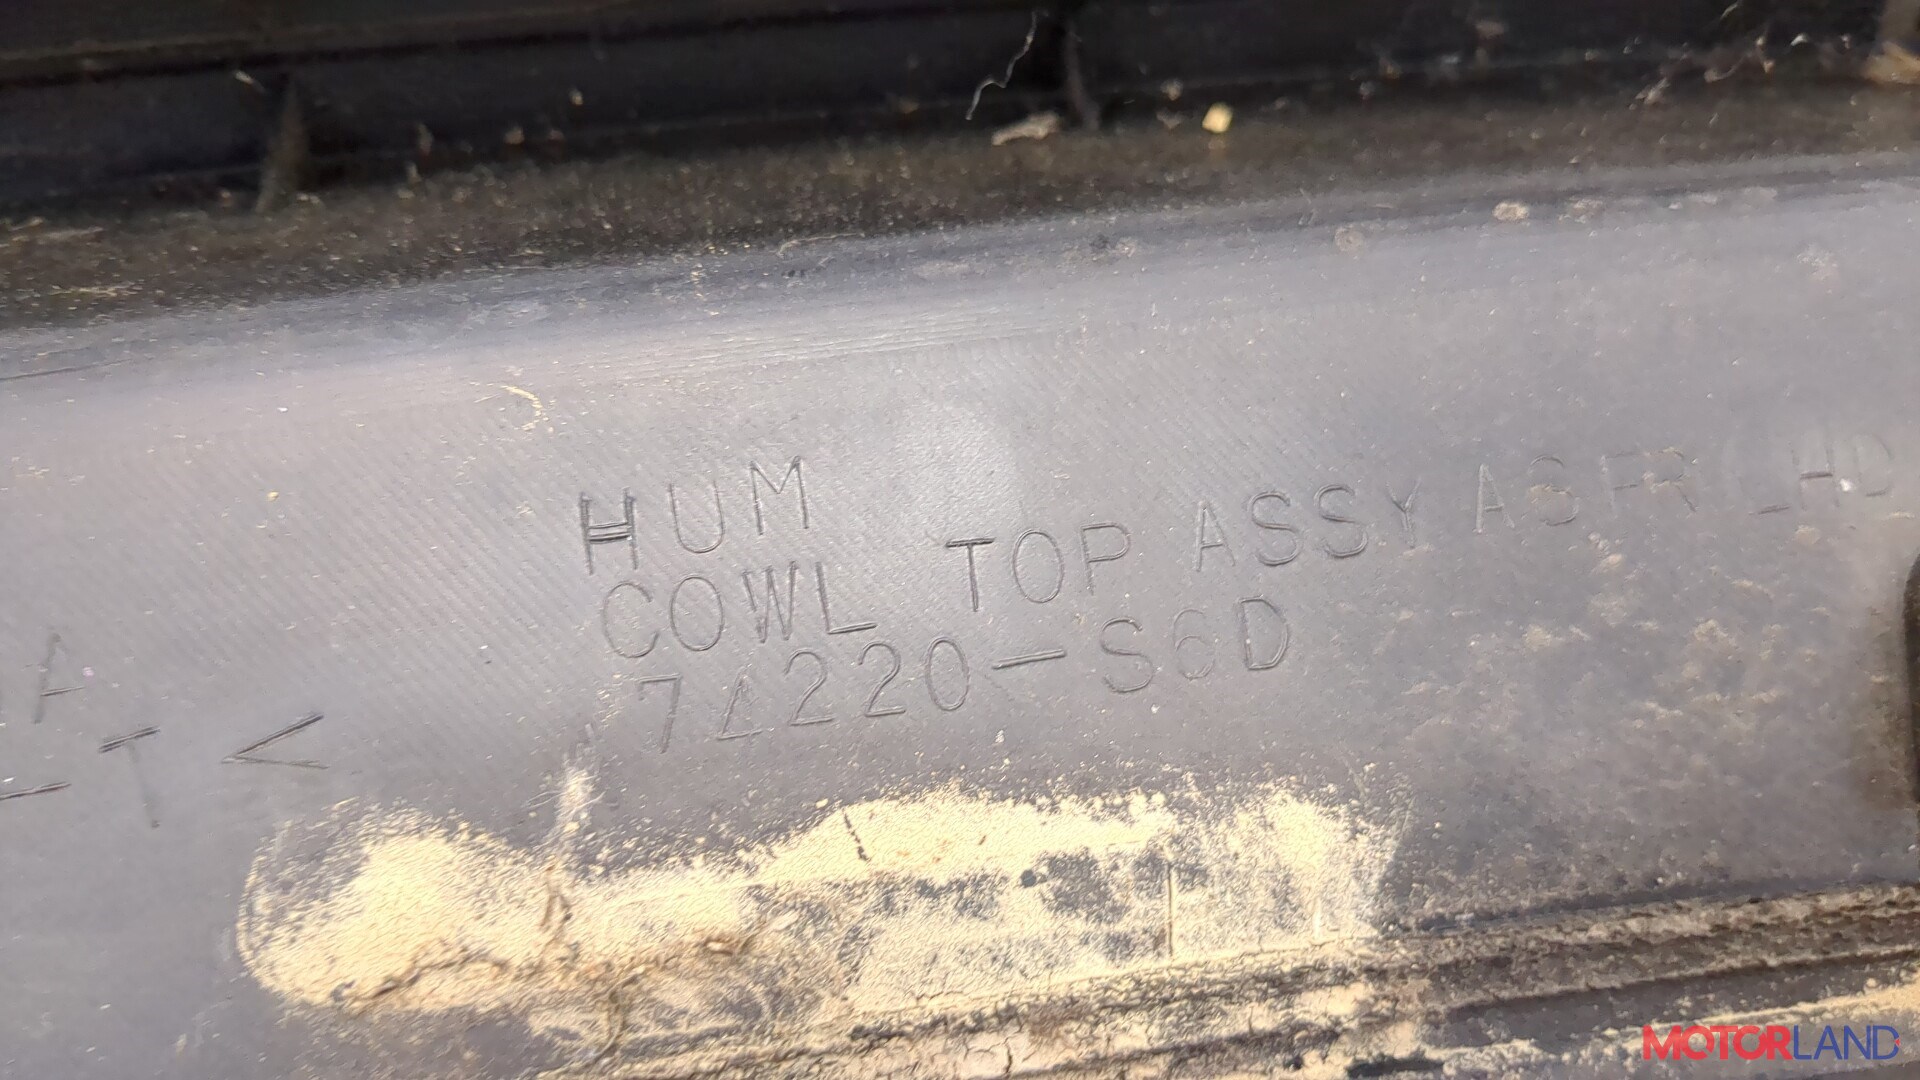 HUM
COWL TOP ASSY AS FR LHD
74220-S6D
T <
MOTORLAND